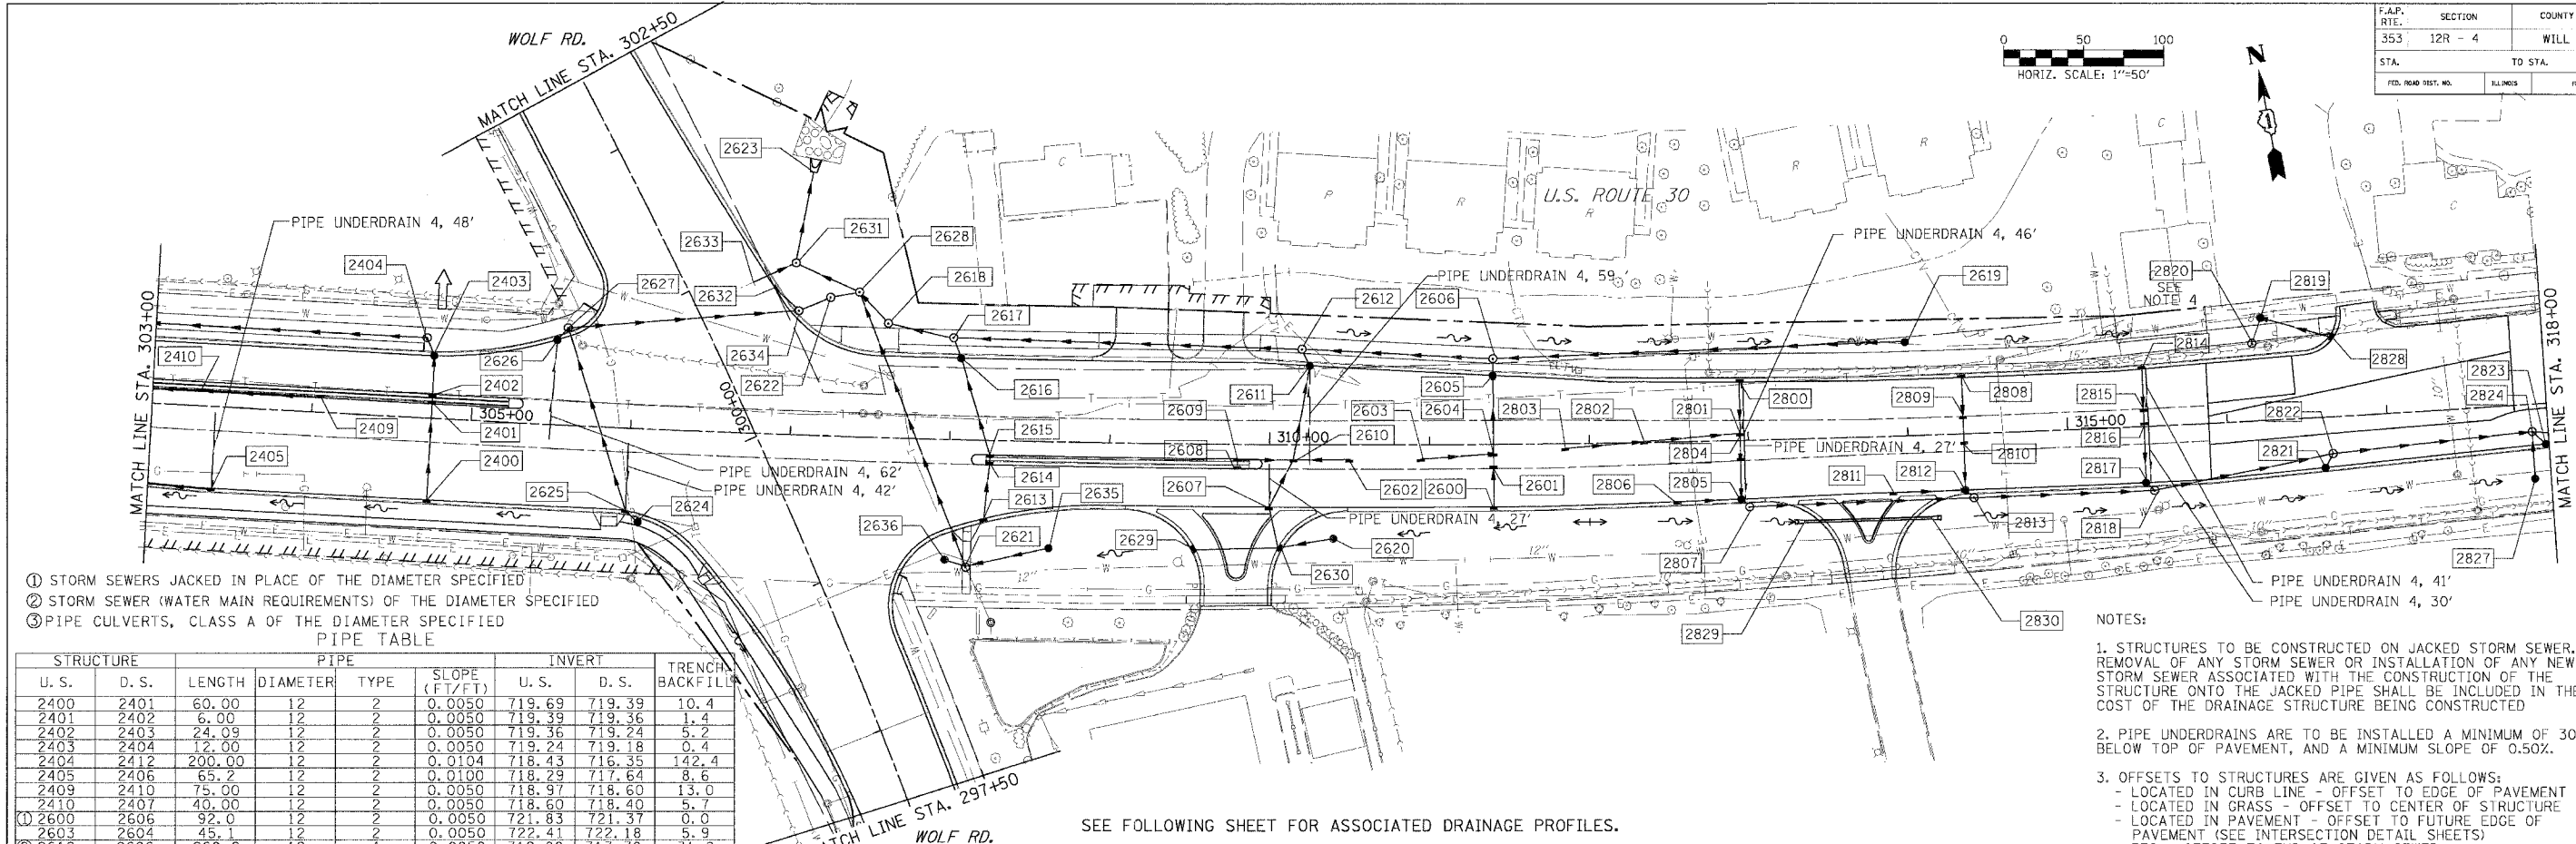 F.A.P. RTE. SECTION COUNTY
353 12R - 4 WILL
STA. TO STA.
FED. ROAD DIST. NO. ILLINOIS
0 50 100
HORIZ. SCALE: 1"=50'
N
WOLF RD.
MATCH LINE STA. 302+50
MATCH LINE STA. 303+00
MATCH LINE STA. 318+00
MATCH LINE STA. 297+50
WOLF RD.
U.S. ROUTE 30
PIPE UNDERDRAIN 4, 48'
PIPE UNDERDRAIN 4, 59'
PIPE UNDERDRAIN 4, 46'
PIPE UNDERDRAIN 4, 62'
PIPE UNDERDRAIN 4, 42'
PIPE UNDERDRAIN 4, 27'
PIPE UNDERDRAIN 4, 27'
PIPE UNDERDRAIN 4, 41'
PIPE UNDERDRAIN 4, 30'
2623
2633
2631
2628
2618
2404
2403
2627
2632
2617
2612
2606
2619
2820
SEE NOTE 4
2819
2410
2402
2626
2634
2622
2616
2611
2605
2800
2808
2814
2828
2823
2824
305+00
300+00
310+00
315+00
2409
2401
2609
2603
2604
2803
2802
2801
2809
2815
2822
2405
2400
2615
2608
2610
2804
2810
2816
2821
2625
2624
2614
2613
2635
2607
2602
2600
2601
2806
2805
2811
2812
2817
2636
2621
2629
2620
2630
2807
2813
2818
2827
2829
2830
① STORM SEWERS JACKED IN PLACE OF THE DIAMETER SPECIFIED
② STORM SEWER (WATER MAIN REQUIREMENTS) OF THE DIAMETER SPECIFIED
③ PIPE CULVERTS, CLASS A OF THE DIAMETER SPECIFIED
PIPE TABLE
STRUCTURE PIPE INVERT TRENCH BACKFILL
U.S. D.S. LENGTH DIAMETER TYPE SLOPE (FT/FT) U.S. D.S.
2400 2401 60.00 12 2 0.0050 719.69 719.39 10.4
2401 2402 6.00 12 2 0.0050 719.39 719.36 1.4
2402 2403 24.09 12 2 0.0050 719.36 719.24 5.2
2403 2404 12.00 12 2 0.0050 719.24 719.18 0.4
2404 2412 200.00 12 2 0.0104 718.43 716.35 142.4
2405 2406 65.2 12 2 0.0100 718.29 717.64 8.6
2409 2410 75.00 12 2 0.0050 718.97 718.60 13.0
2410 2407 40.00 12 2 0.0050 718.60 718.40 5.7
① 2600 2606 92.0 12 2 0.0050 721.83 721.37 0.0
2603 2604 45.1 12 2 0.0050 722.41 722.18 5.9
SEE FOLLOWING SHEET FOR ASSOCIATED DRAINAGE PROFILES.
NOTES:
1. STRUCTURES TO BE CONSTRUCTED ON JACKED STORM SEWER.
REMOVAL OF ANY STORM SEWER OR INSTALLATION OF ANY NEW
STORM SEWER ASSOCIATED WITH THE CONSTRUCTION OF THE
STRUCTURE ONTO THE JACKED PIPE SHALL BE INCLUDED IN THE
COST OF THE DRAINAGE STRUCTURE BEING CONSTRUCTED
2. PIPE UNDERDRAINS ARE TO BE INSTALLED A MINIMUM OF 30
BELOW TOP OF PAVEMENT, AND A MINIMUM SLOPE OF 0.50%.
3. OFFSETS TO STRUCTURES ARE GIVEN AS FOLLOWS:
- LOCATED IN CURB LINE - OFFSET TO EDGE OF PAVEMENT
- LOCATED IN GRASS - OFFSET TO CENTER OF STRUCTURE
- LOCATED IN PAVEMENT - OFFSET TO FUTURE EDGE OF
PAVEMENT (SEE INTERSECTION DETAIL SHEETS)